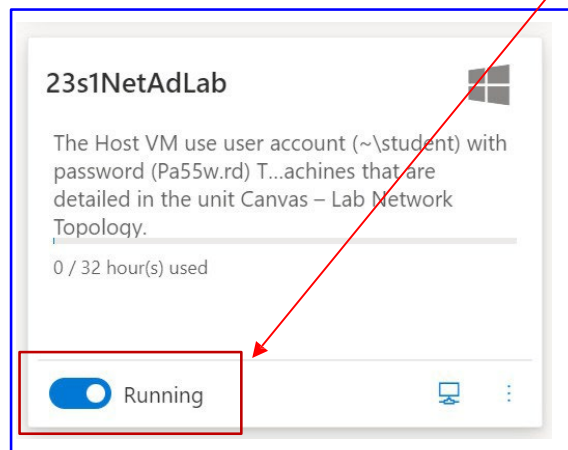 23s1NetAdLab
The Host VM use user account (~\student) with
password (Pa55w.rd) T...achines that are
detailed in the unit Canvas – Lab Network
Topology.
0 / 32 hour(s) used
Running